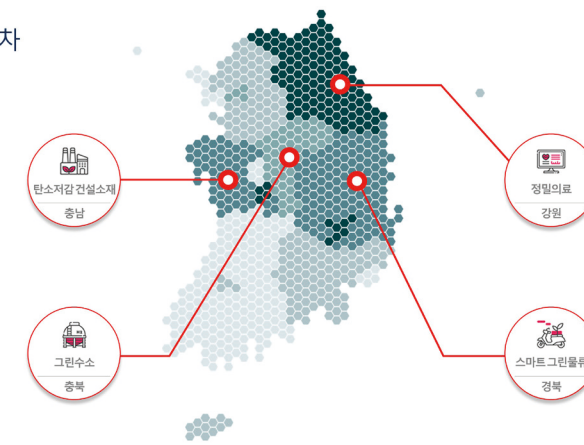 차
탄소저감 건설소재
충남
정밀의료
강원
그린수소
충북
스마트 그린물류
경북